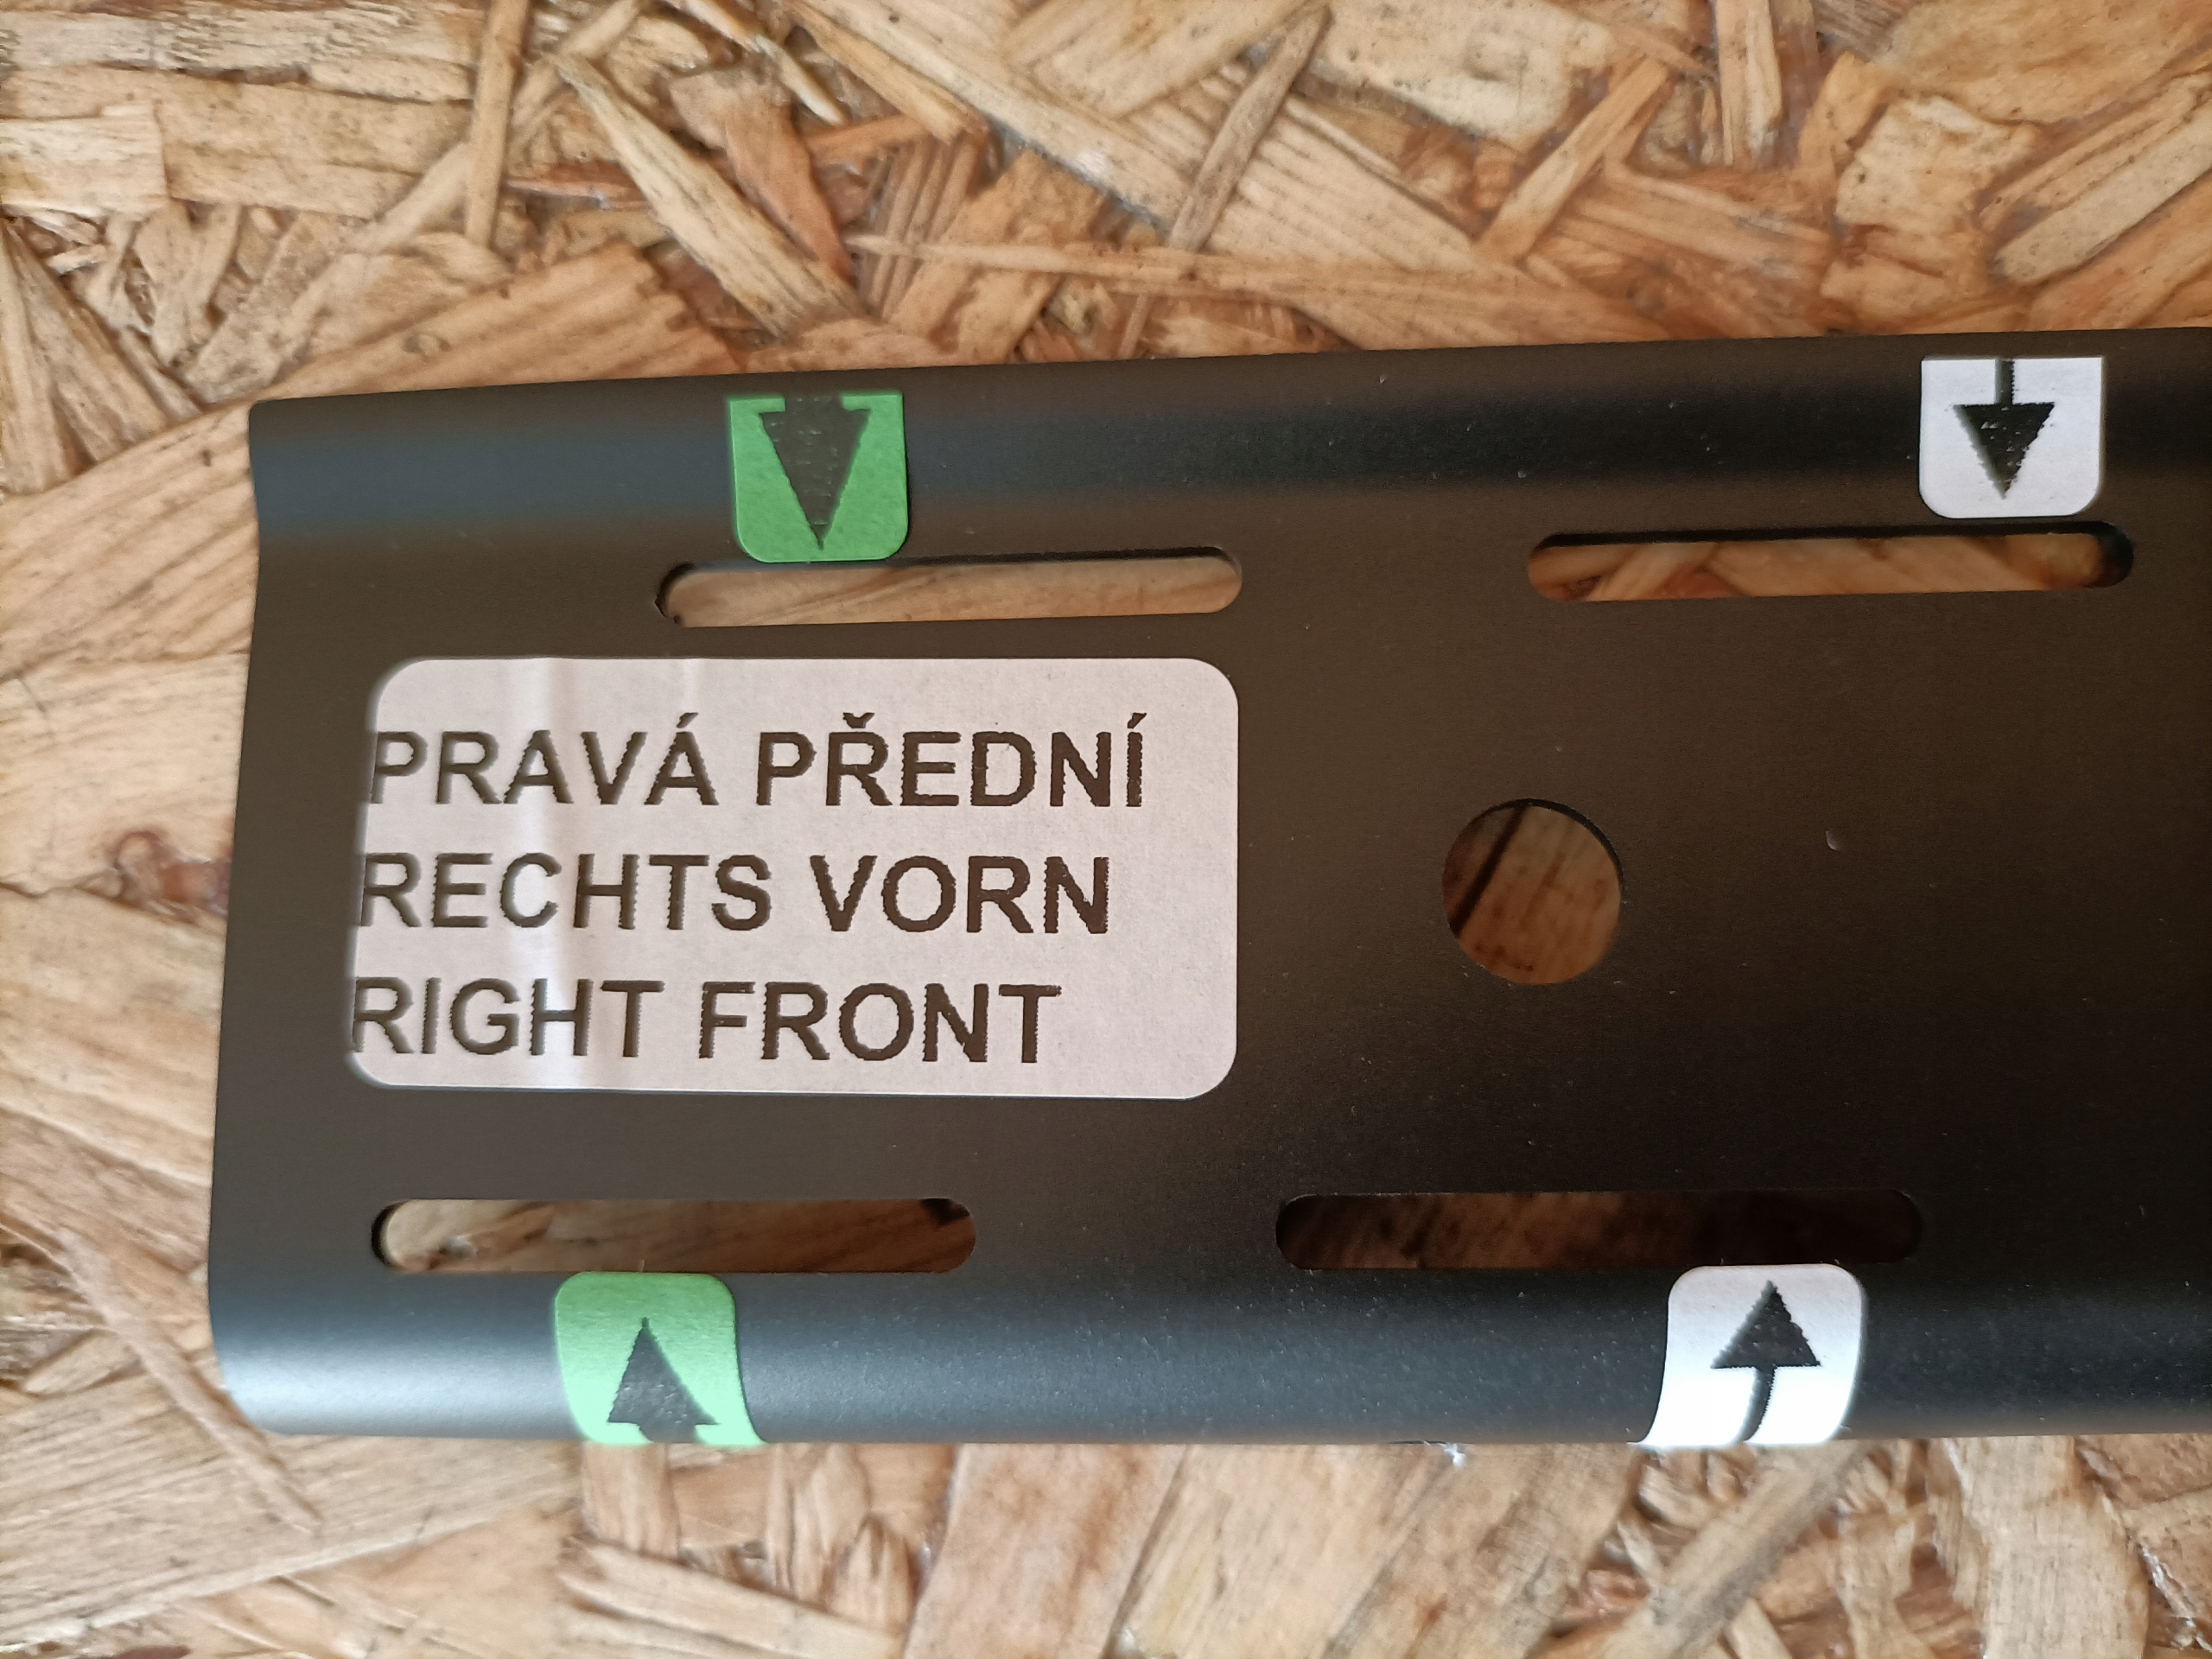 PRAVÁ PŘEDNÍ
RECHTS VORN
RIGHT FRONT